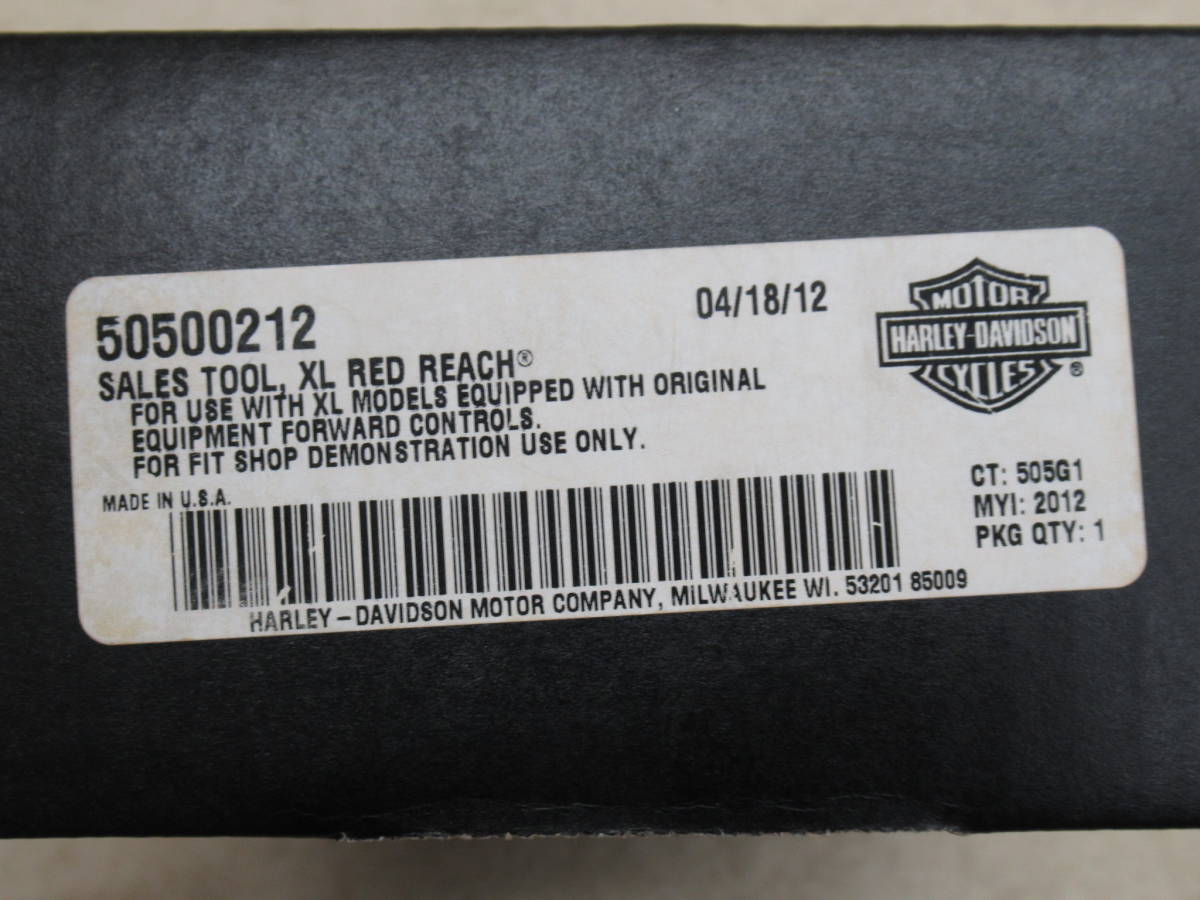 50500212
04/18/12
SALES TOOL, XL RED REACH®
FOR USE WITH XL MODELS EQUIPPED WITH ORIGINAL
EQUIPMENT FORWARD CONTROLS.
FOR FIT SHOP DEMONSTRATION USE ONLY.
MOTOR
HARLEY-DAVIDSON
CYCLES
®
MADE IN U.S.A.
CT: 505G1
MYI: 2012
PKG QTY: 1
HARLEY-DAVIDSON MOTOR COMPANY, MILWAUKEE WI. 53201 85009